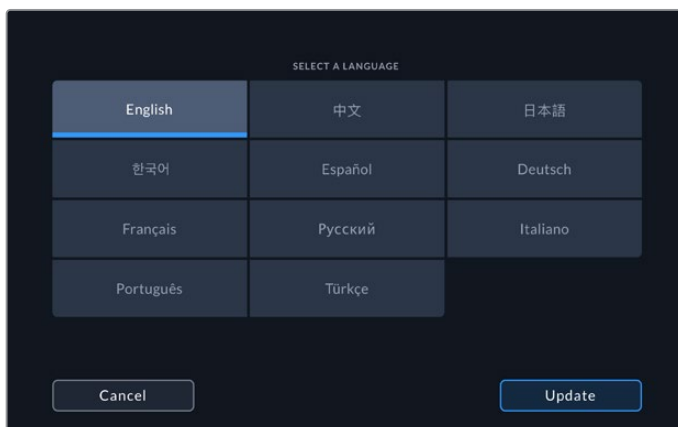 SELECT A LANGUAGE
English
中文
日本語
한국어
Español
Deutsch
Français
Русский
Italiano
Português
Türkçe
Cancel
Update